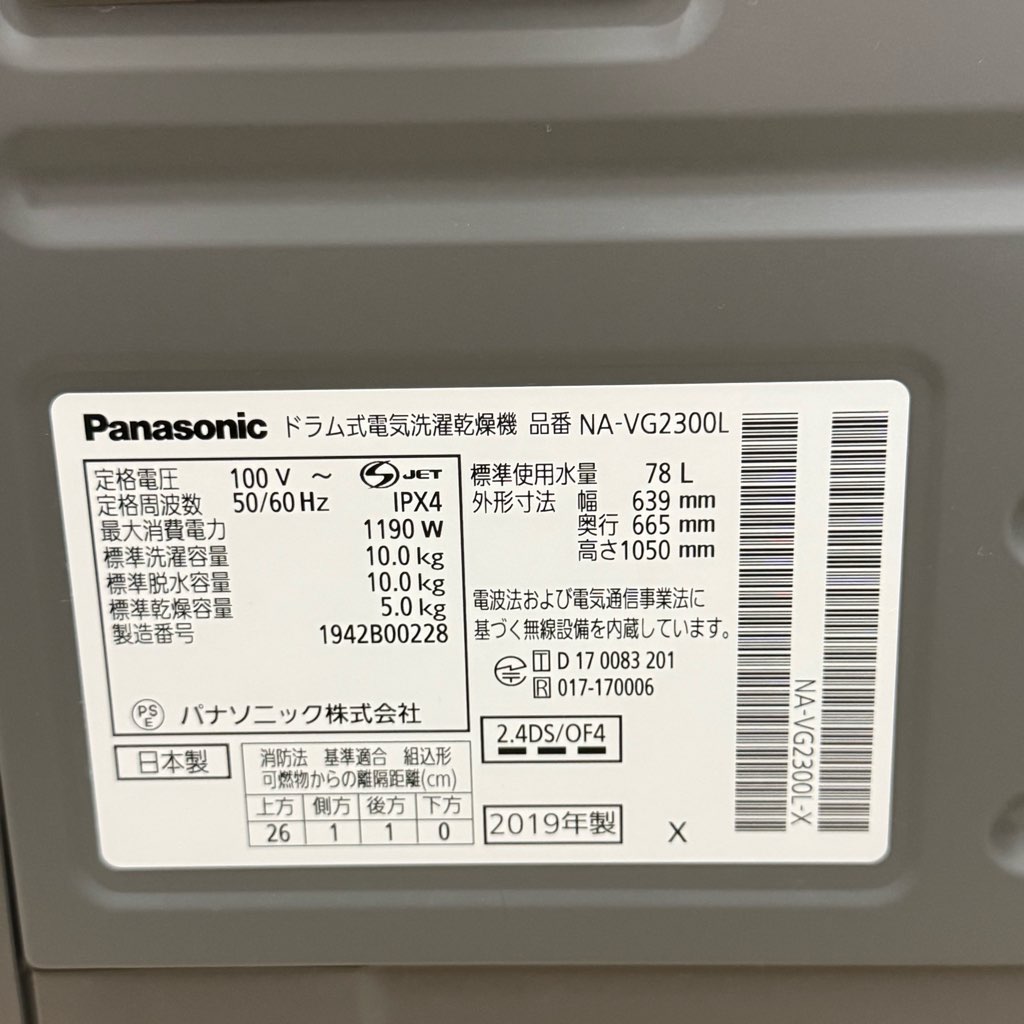 Panasonic ドラム式電気洗濯乾燥機 品番 NA-VG2300L
定格電圧 100 V ~ S JET
定格周波数 50/60 Hz IPX4
最大消費電力 1190 W
標準洗濯容量 10.0 kg
標準脱水容量 10.0 kg
標準乾燥容量 5.0 kg
製造番号 1942B00228
PS
E パナソニック株式会社
標準使用水量 78 L
外形寸法 幅 639 mm
奥行 665 mm
高さ1050 mm
電波法および電気通信事業法に
基づく無線設備を内蔵しています。
T D 17 0083 201
R 017-170006
2.4DS/OF4
日本製
消防法 基準適合 組込形
可燃物からの離隔距離(cm)
上方 側方 後方 下方
26 1 1 0
2019年製 X
NA-VG2300L-X